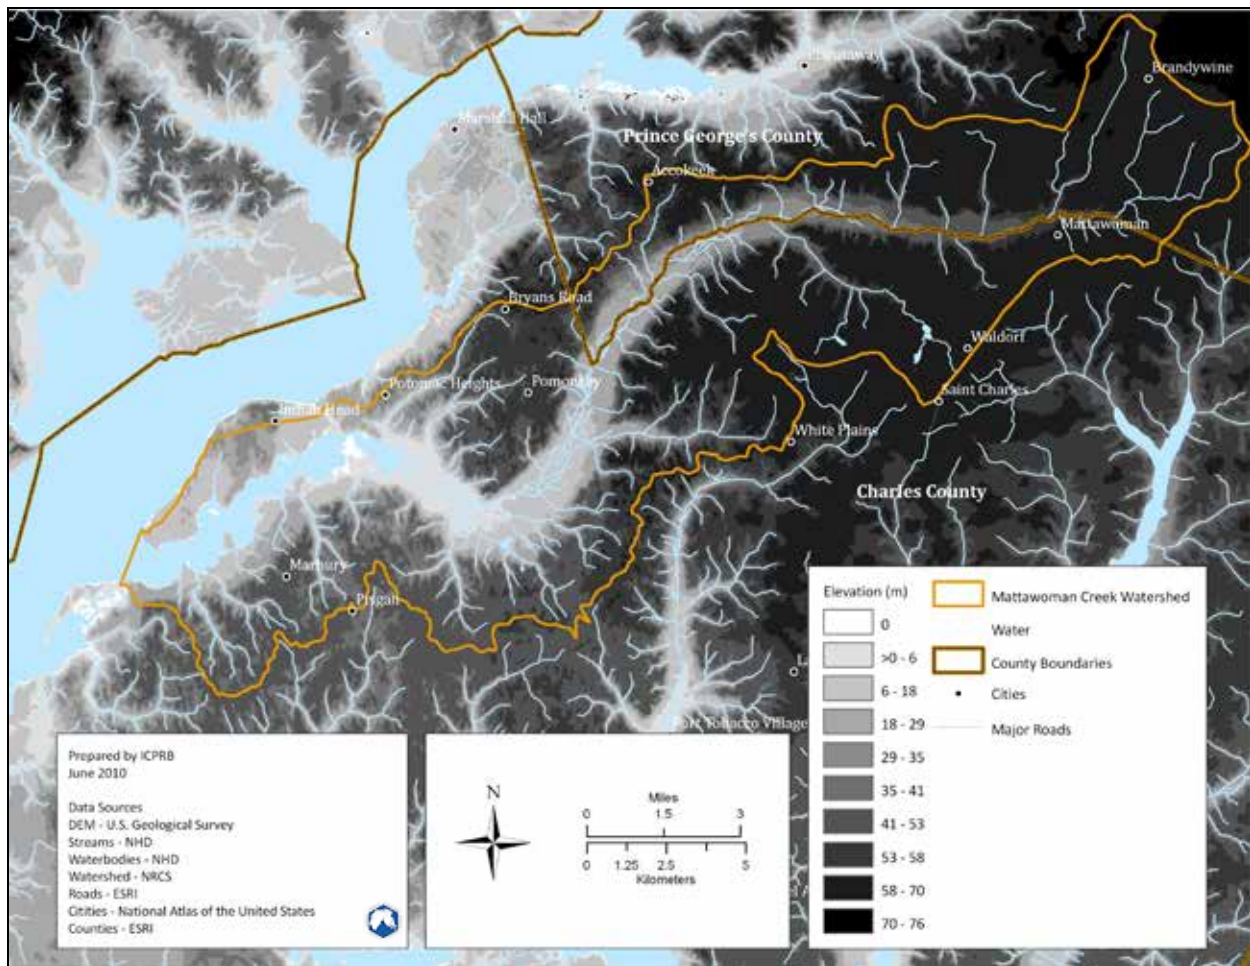 Brandywine
Marshall Hall
Prince George's County
Accokeek
Mattawoman
Bryans Road
Waldorf
Potomac Heights
Pomonkey
Saint Charles
Indian Head
White Plains
Charles County
Marbury
Pisgah
Port Tobacco Village
Elevation (m)
0
>0 - 6
6 - 18
18 - 29
29 - 35
35 - 41
41 - 53
53 - 58
58 - 70
70 - 76
Mattawoman Creek Watershed
Water
County Boundaries
Cities
Major Roads
Prepared by ICPRB
June 2010
Data Sources
DEM - U.S. Geological Survey
Streams - NHD
Waterbodies - NHD
Watershed - NRCS
Roads - ESRI
Citities - National Atlas of the United States
Counties - ESRI
N
Miles
0 1.5 3
0 1.25 2.5 5
Kilometers